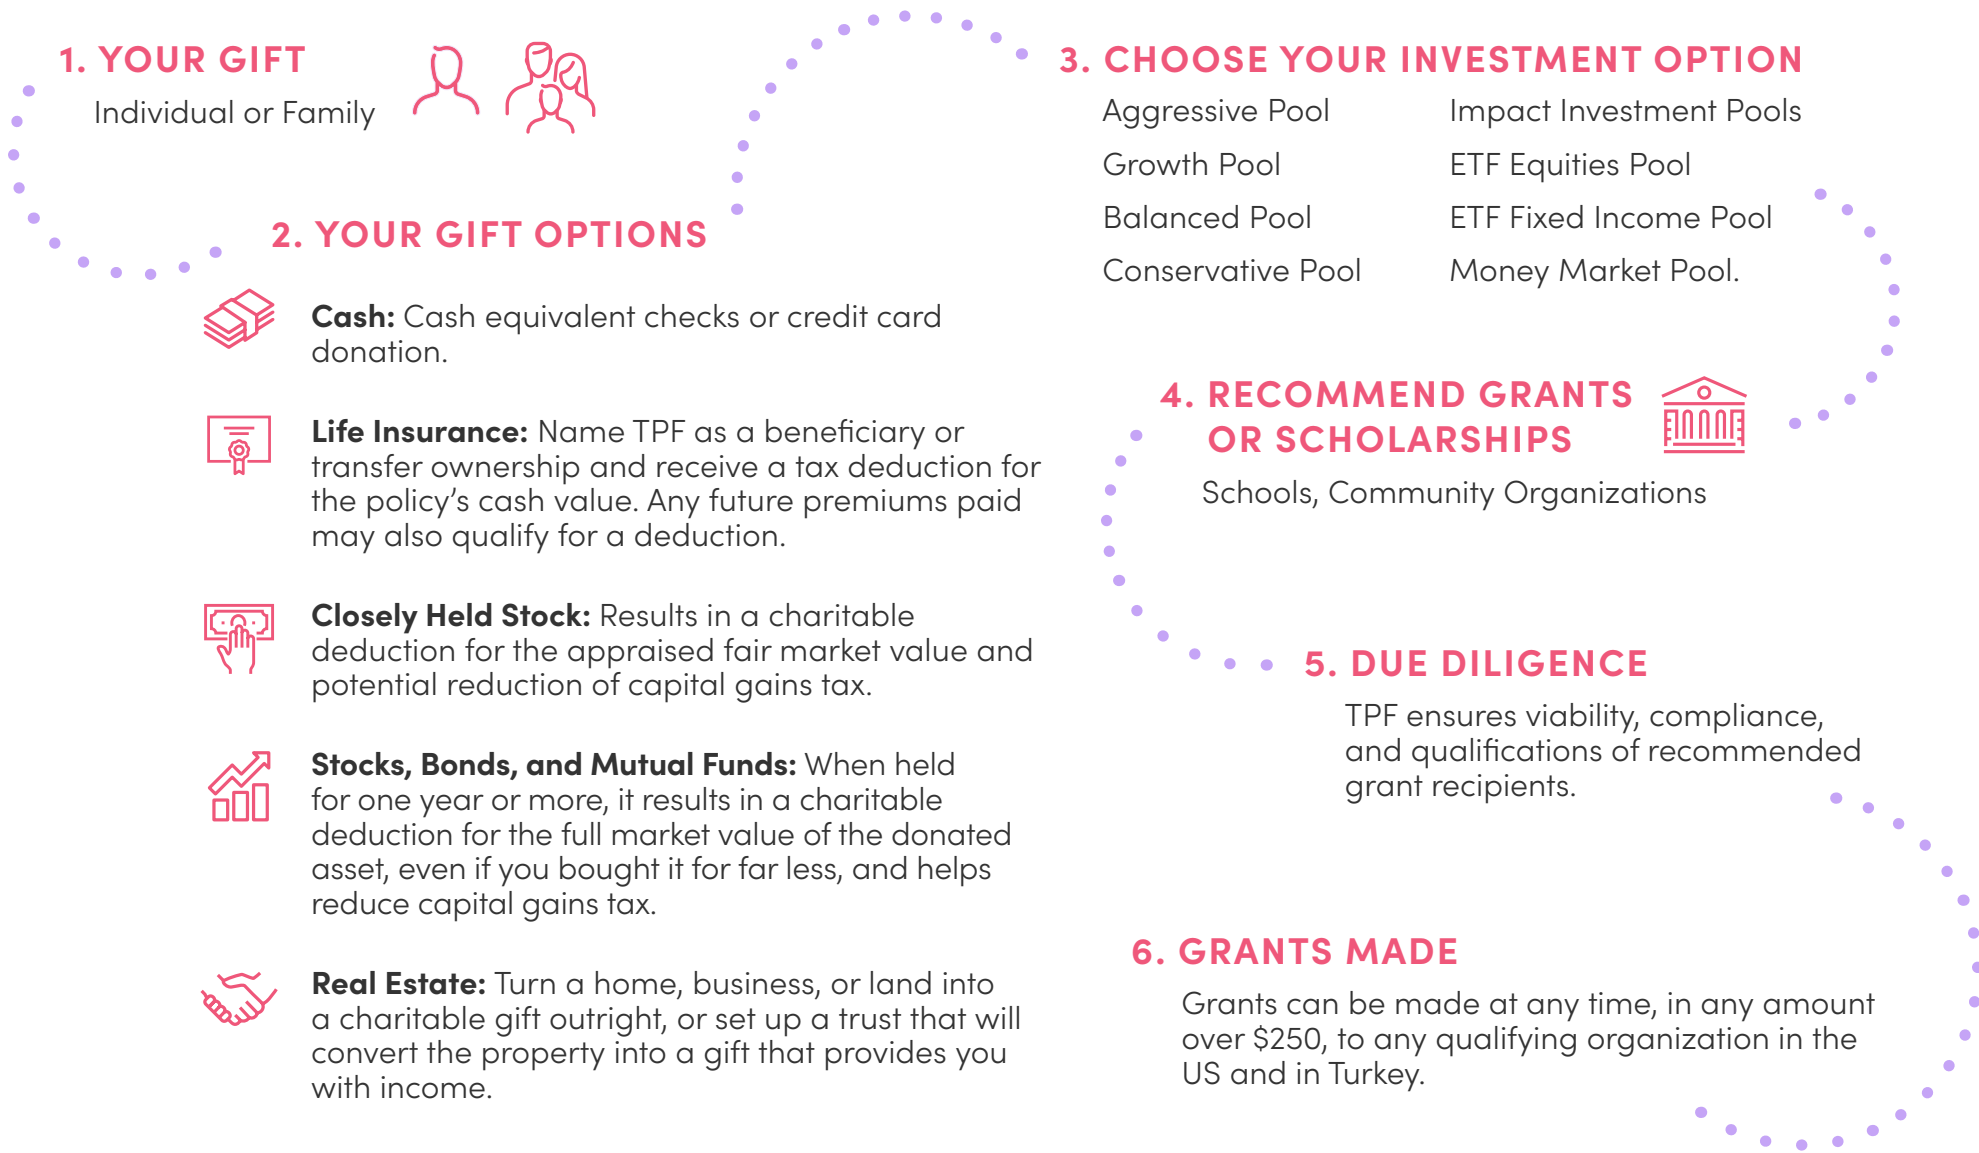 1. YOUR GIFT
Individual or Family
2. YOUR GIFT OPTIONS
Cash: Cash equivalent checks or credit card
donation.
Life Insurance: Name TPF as a beneficiary or
transfer ownership and receive a tax deduction for
the policy’s cash value. Any future premiums paid
may also qualify for a deduction.
Closely Held Stock: Results in a charitable
deduction for the appraised fair market value and
potential reduction of capital gains tax.
Stocks, Bonds, and Mutual Funds: When held
for one year or more, it results in a charitable
deduction for the full market value of the donated
asset, even if you bought it for far less, and helps
reduce capital gains tax.
Real Estate: Turn a home, business, or land into
a charitable gift outright, or set up a trust that will
convert the property into a gift that provides you
with income.
3. CHOOSE YOUR INVESTMENT OPTION
Aggressive Pool
Growth Pool
Balanced Pool
Conservative Pool
Impact Investment Pools
ETF Equities Pool
ETF Fixed Income Pool
Money Market Pool.
4. RECOMMEND GRANTS
OR SCHOLARSHIPS
Schools, Community Organizations
5. DUE DILIGENCE
TPF ensures viability, compliance,
and qualifications of recommended
grant recipients.
6. GRANTS MADE
Grants can be made at any time, in any amount
over $250, to any qualifying organization in the
US and in Turkey.